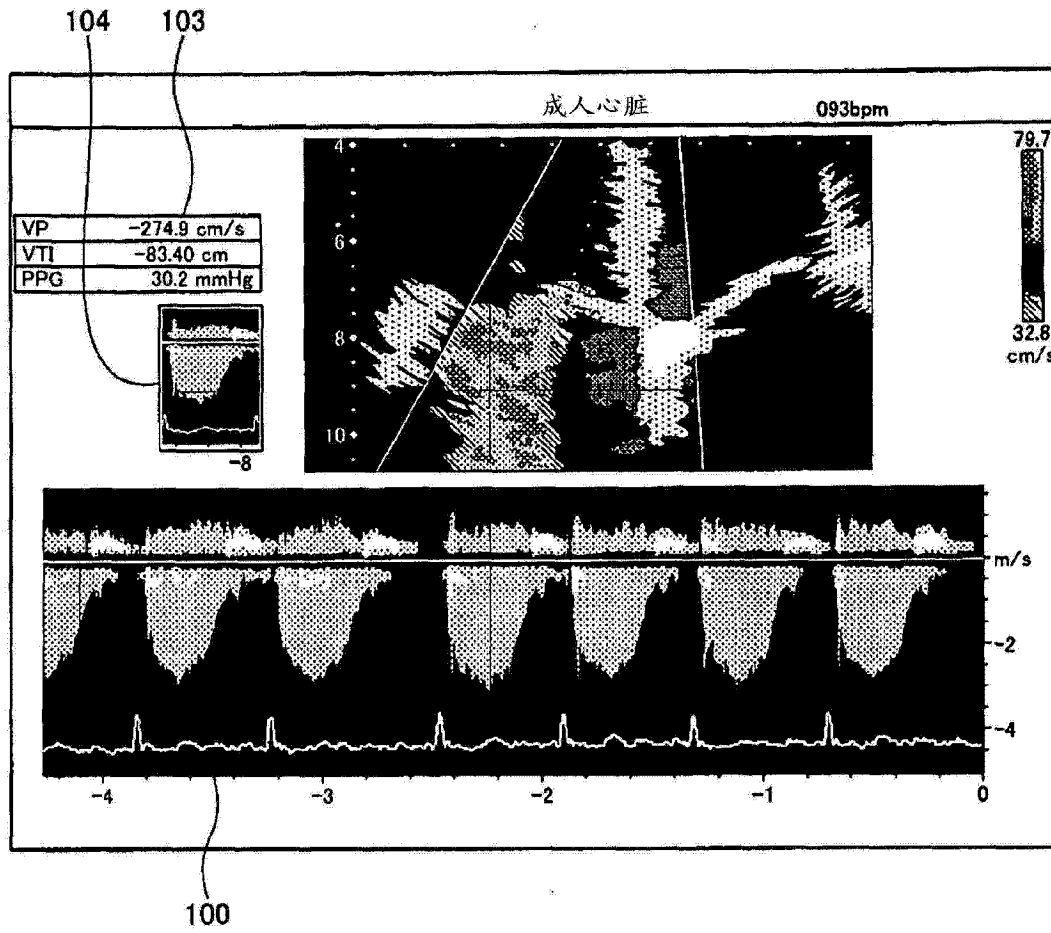 104 103
成人心脏 093bpm
79.7
VP -274.9 cm/s
VTI -83.40 cm
PPG 30.2 mmHg
4
6
8
10
32.8
cm/s
-8
m/s
-2
-4
-4 -3 -2 -1 0
100